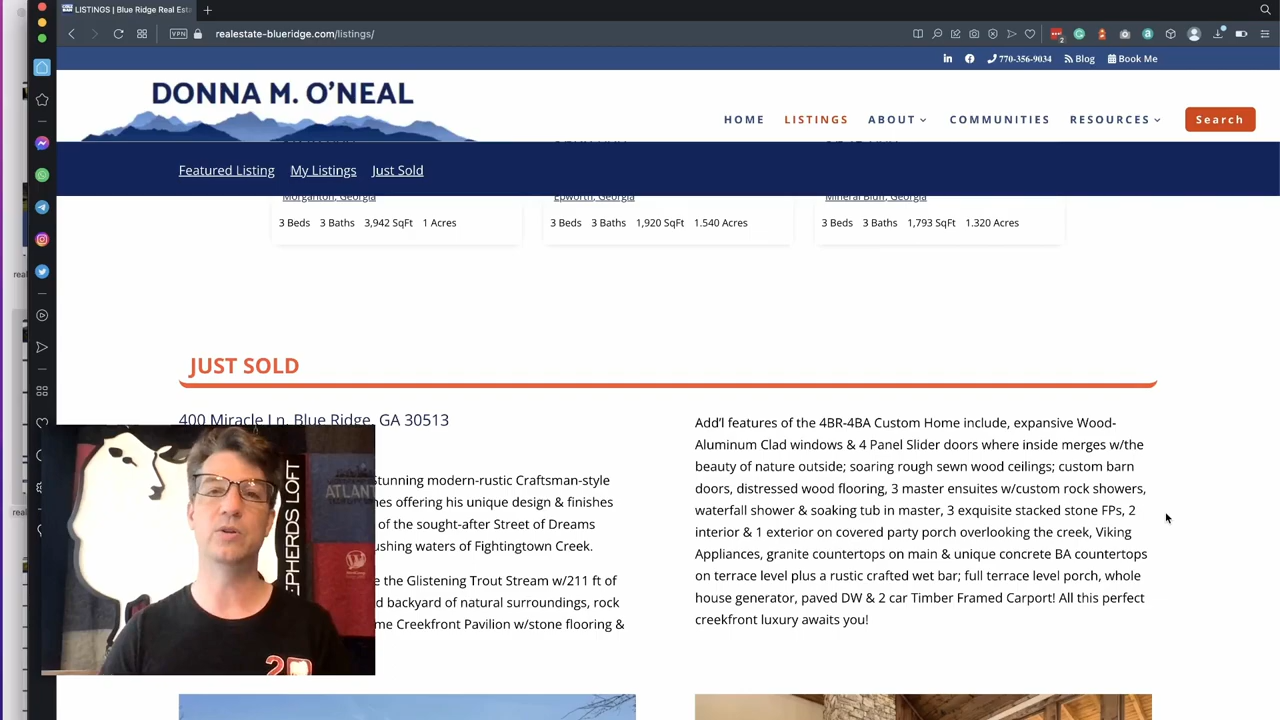 LISTINGS | Blue Ridge Real Esta
realestate-blueridge.com/listings/
VPN
2
770-356-9034 Blog Book Me
DONNA M. O'NEAL
HOME LISTINGS ABOUT COMMUNITIES RESOURCES Search
Featured Listing My Listings Just Sold
Morganton, Georgia Epworth, Georgia Mineral Bluff, Georgia
3 Beds 3 Baths 3,942 SqFt 1 Acres
3 Beds 3 Baths 1,920 SqFt 1.540 Acres
3 Beds 3 Baths 1,793 SqFt 1.320 Acres
JUST SOLD
400 Miracle Ln, Blue Ridge, GA 30513
stunning modern-rustic Craftsman-style
nes offering his unique design & finishes
of the sought-after Street of Dreams
ushing waters of Fightingtown Creek.
e the Glistening Trout Stream w/211 ft of
d backyard of natural surroundings, rock
me Creekfront Pavilion w/stone flooring &
Add'l features of the 4BR-4BA Custom Home include, expansive Wood-
Aluminum Clad windows & 4 Panel Slider doors where inside merges w/the
beauty of nature outside; soaring rough sewn wood ceilings; custom barn
doors, distressed wood flooring, 3 master ensuites w/custom rock showers,
waterfall shower & soaking tub in master, 3 exquisite stacked stone FPs, 2
interior & 1 exterior on covered party porch overlooking the creek, Viking
Appliances, granite countertops on main & unique concrete BA countertops
on terrace level plus a rustic crafted wet bar; full terrace level porch, whole
house generator, paved DW & 2 car Timber Framed Carport! All this perfect
creekfront luxury awaits you!
EPHERDS LOFT
ATLAN
real
real